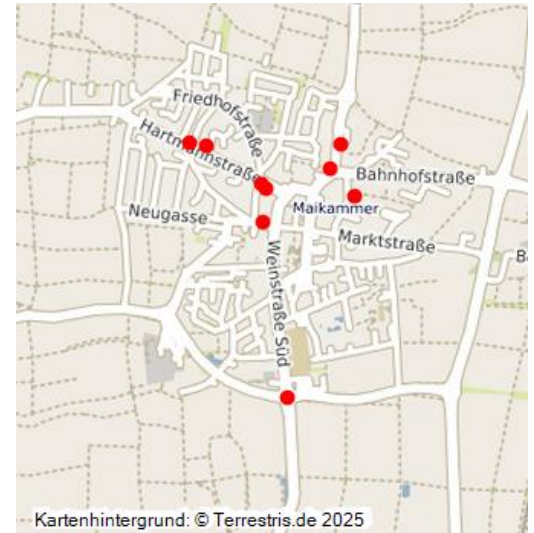 Friedhofstraße
Hartmannstraße
Bahnhofstraße
Maikammer
Neugasse
Marktstraße
B
Weinstraße Süd
Kartenhintergrund: © Terrestris.de 2025